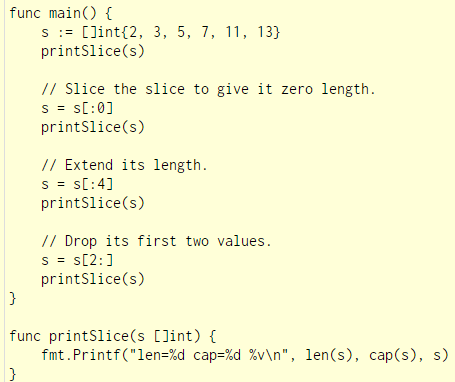 func main() {
    s := []int{2, 3, 5, 7, 11, 13}
    printSlice(s)

    // Slice the slice to give it zero length.
    s = s[:0]
    printSlice(s)

    // Extend its length.
    s = s[:4]
    printSlice(s)

    // Drop its first two values.
    s = s[2:]
    printSlice(s)
}

func printSlice(s []int) {
    fmt.Printf("len=%d cap=%d %v\n", len(s), cap(s), s)
}